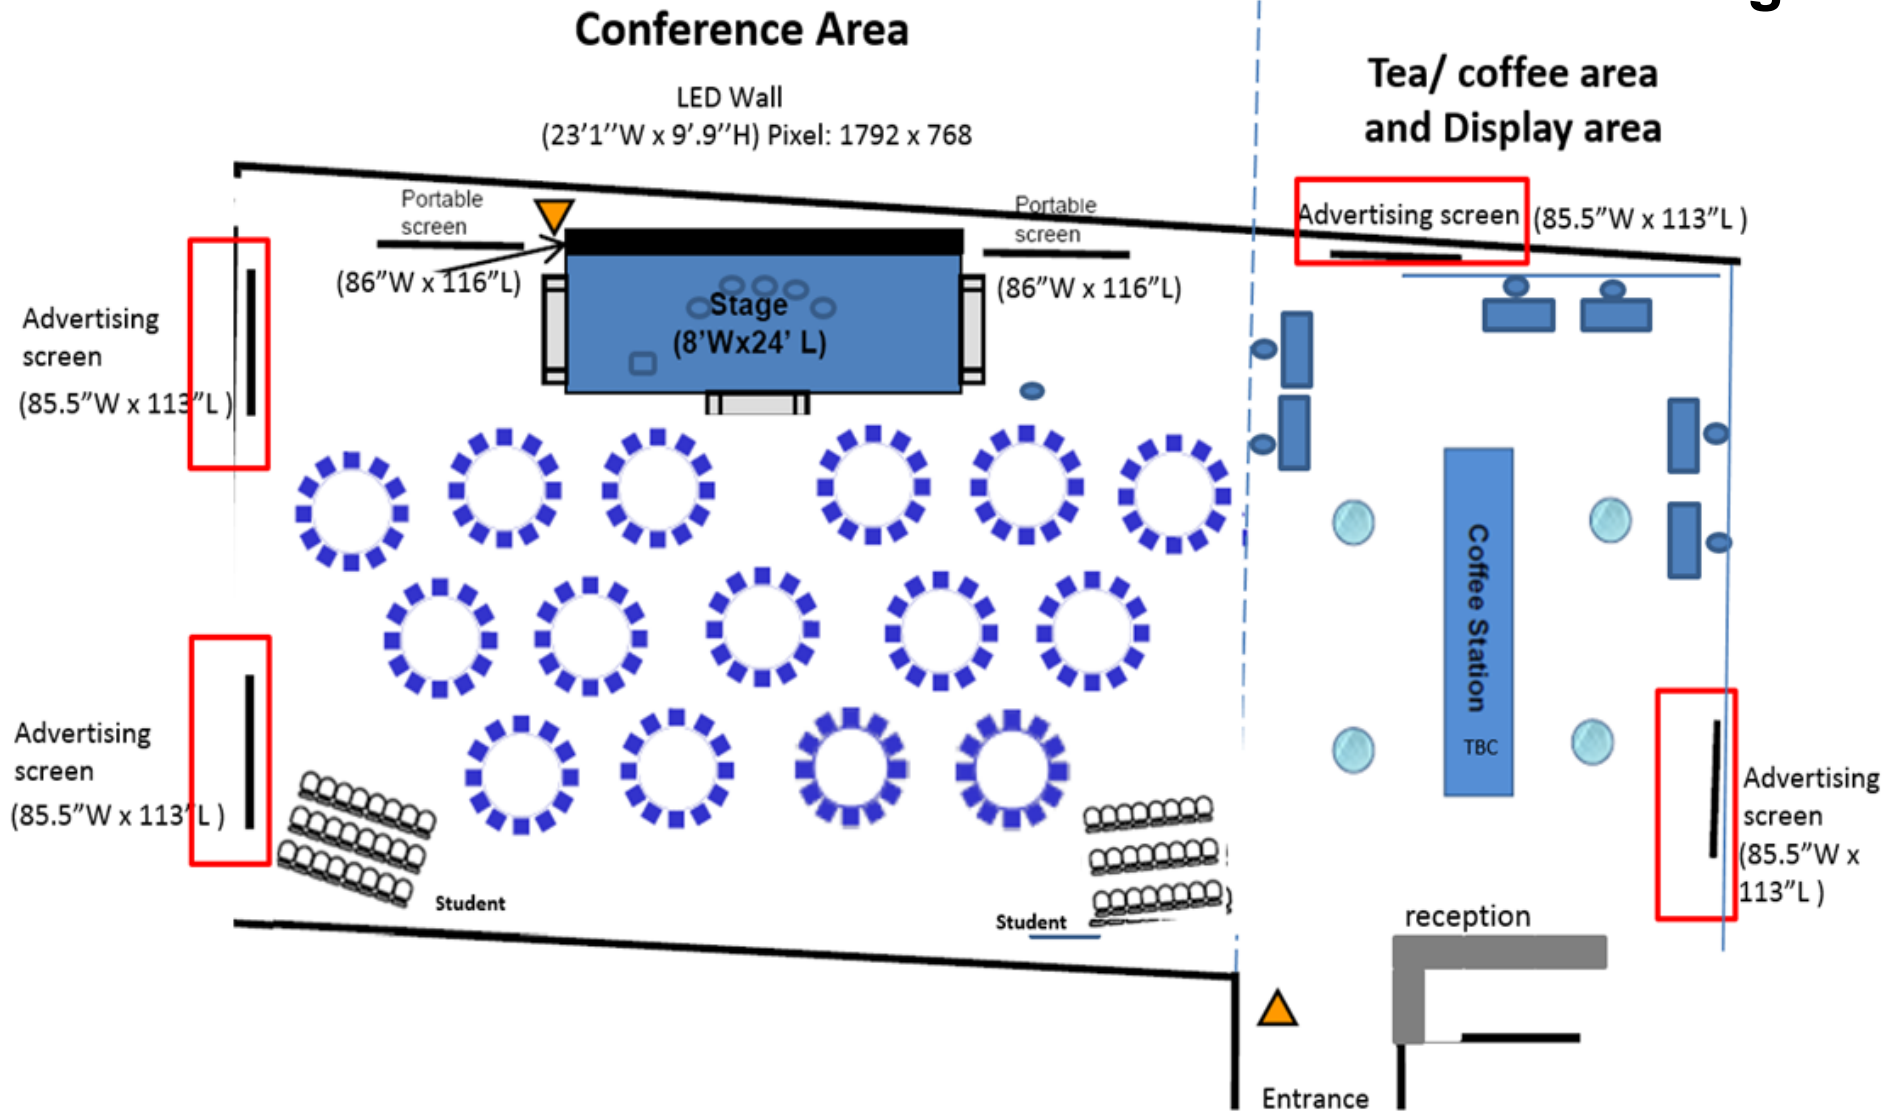 g
Conference Area
Tea/ coffee area
and Display area
LED Wall
(23’1’’W x 9’.9’’H) Pixel: 1792 x 768
Portable
screen
(86”W x 116”L)
Portable
screen
(86”W x 116”L)
Advertising screen (85.5”W x 113”L )
Stage
(8’Wx24’ L)
Advertising
screen
(85.5”W x 113”L )
Coffee Station
TBC
Advertising
screen
(85.5”W x 113”L )
Advertising
screen
(85.5”W x
113”L )
Student
Student
reception
Entrance